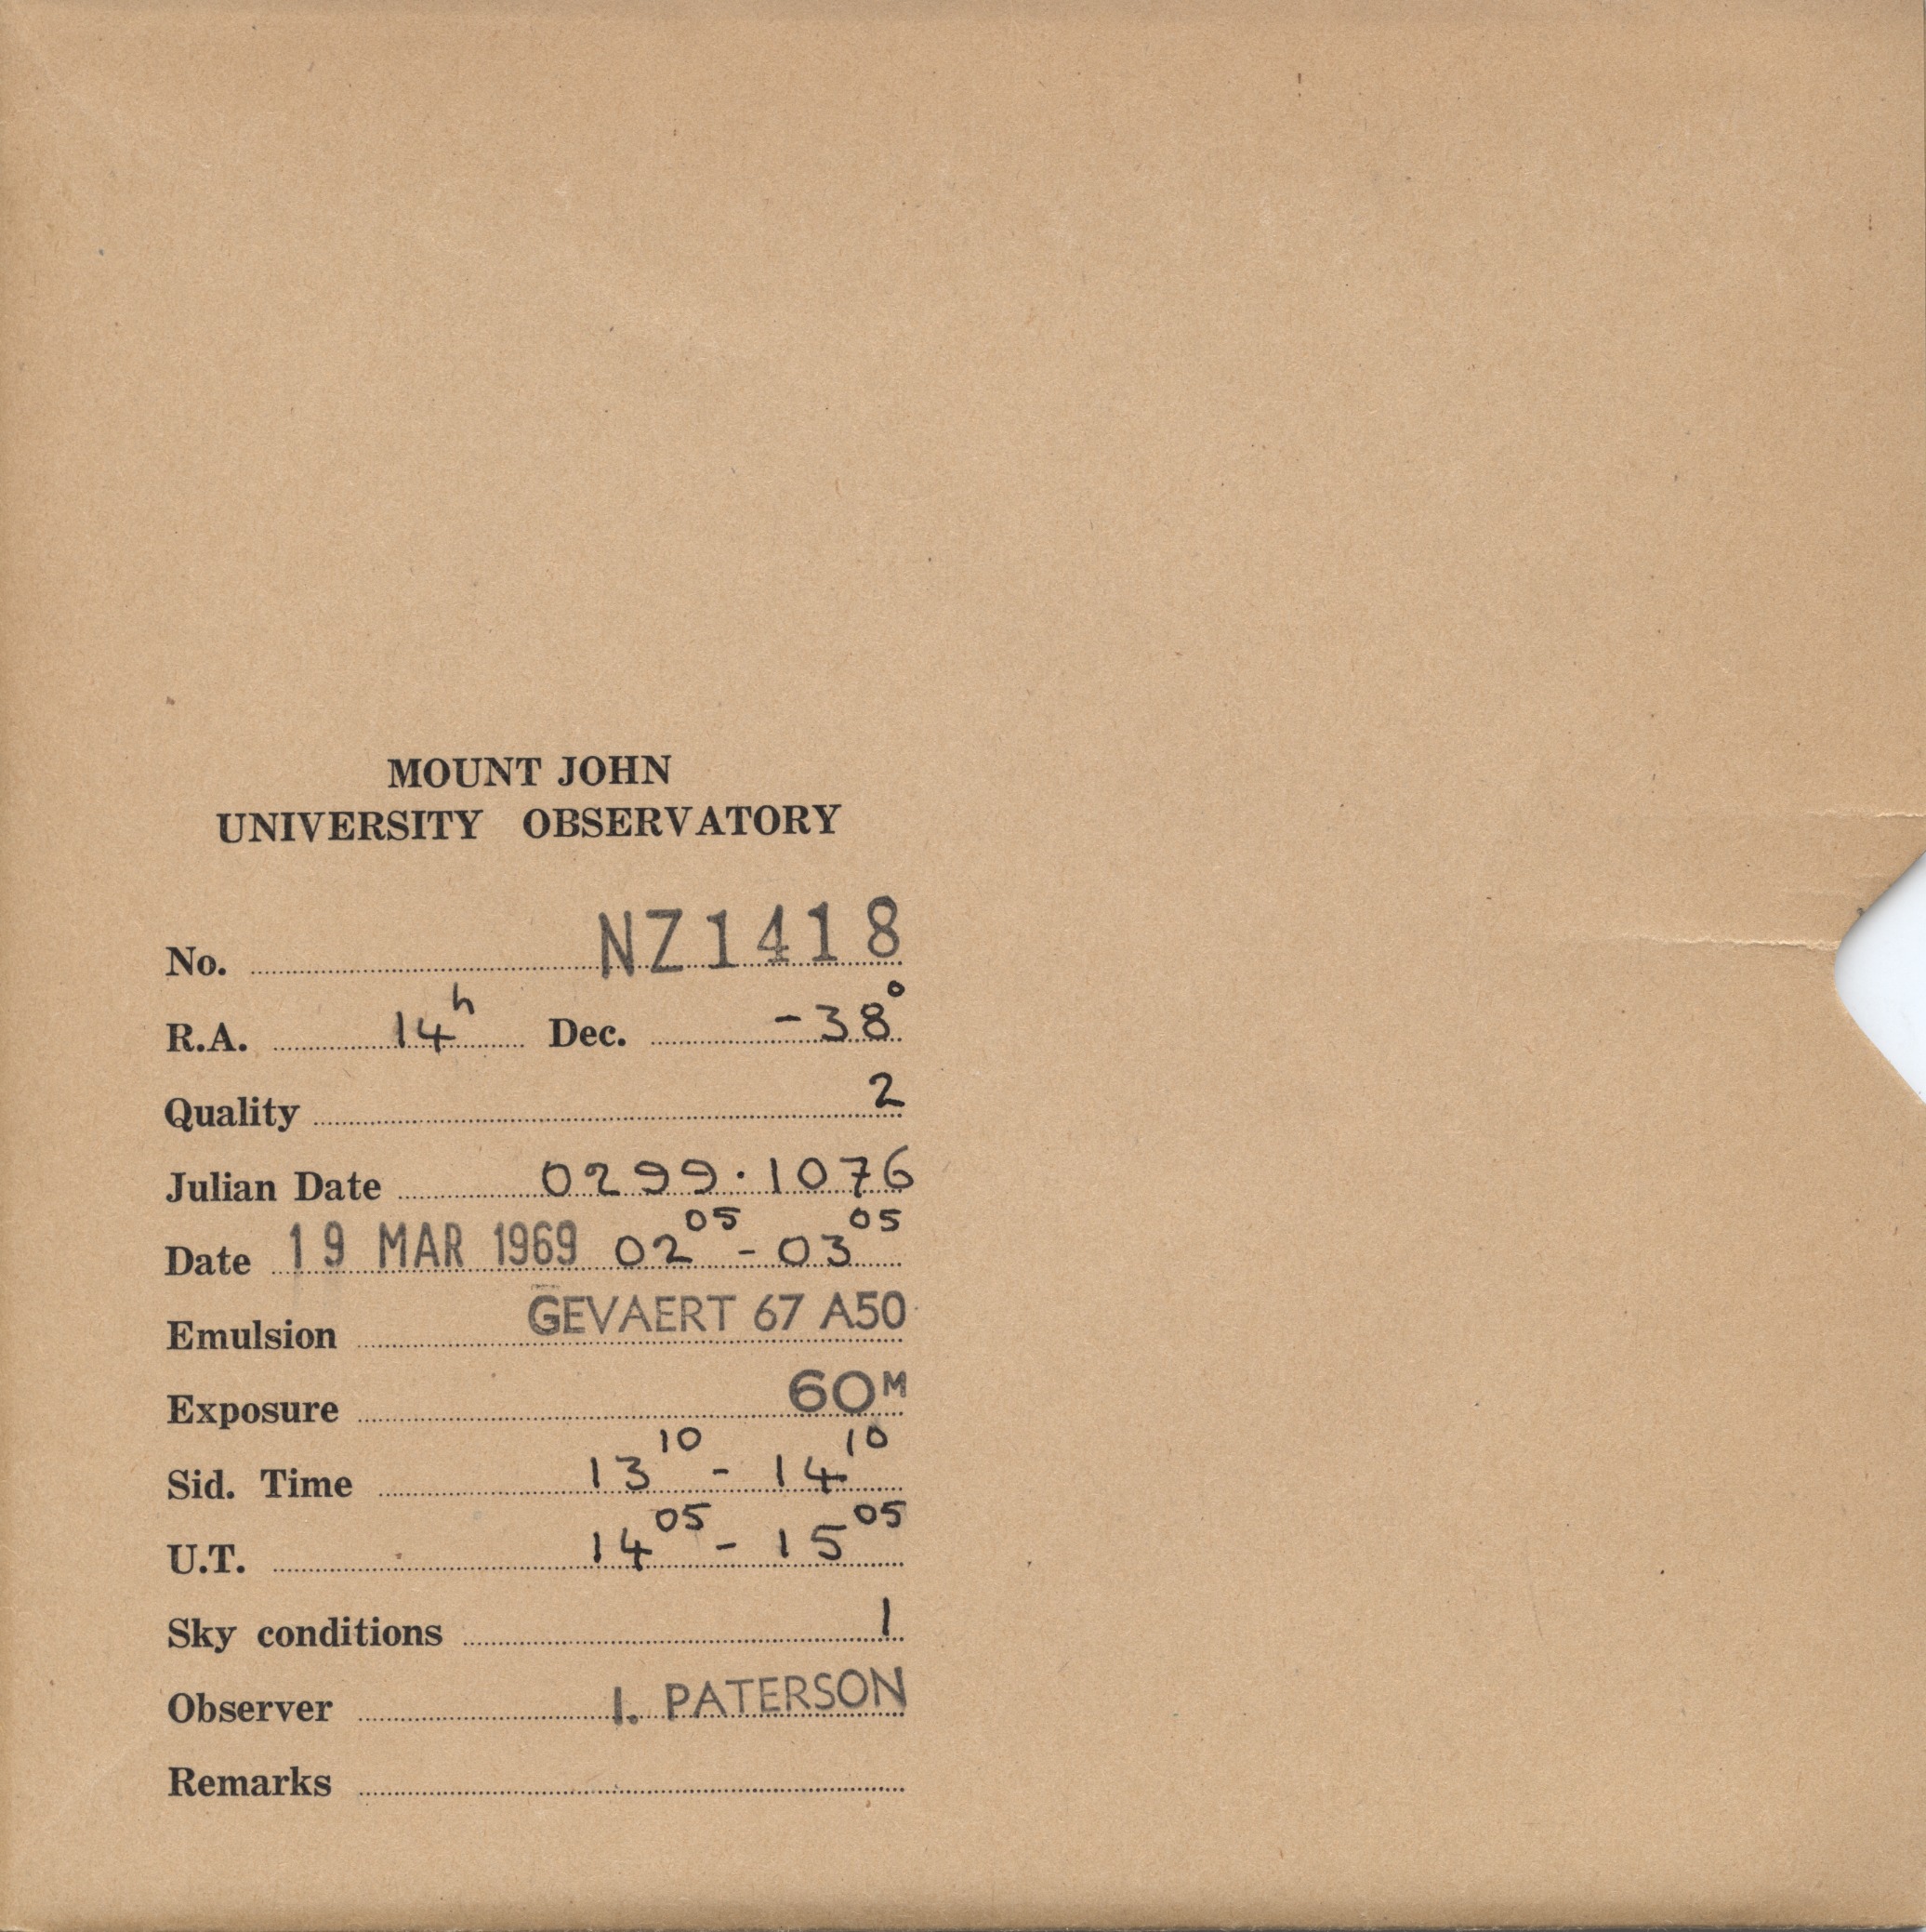 MOUNT JOHN
UNIVERSITY OBSERVATORY
No. NZ1418
R.A. 14h Dec. -38°
Quality 2
Julian Date 0299.1076
Date 19 MAR 1969 02 05 - 03 05
Emulsion GEVAERT 67 A50
Exposure 60M
Sid. Time 13 10 - 14 10
U.T. 14 05 - 15 05
Sky conditions 1
Observer I. PATERSON
Remarks